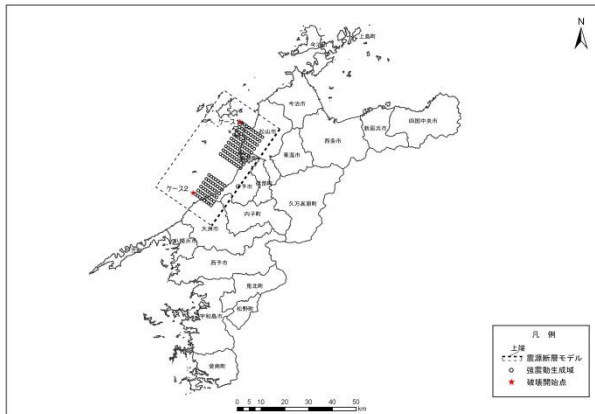 N
上島町
今治市
今治市
ケース1
松山市
新居浜市
四国中央市
西条市
東温市
伊予市
砥部町
久万高原町
ケース2
内子町
大洲市
八幡浜市
西予市
鬼北町
松野町
宇和島市
愛南町
凡 例
上端
震源断層モデル
強震動生成域
破壊開始点
0 5 10 20 30 40 50
km